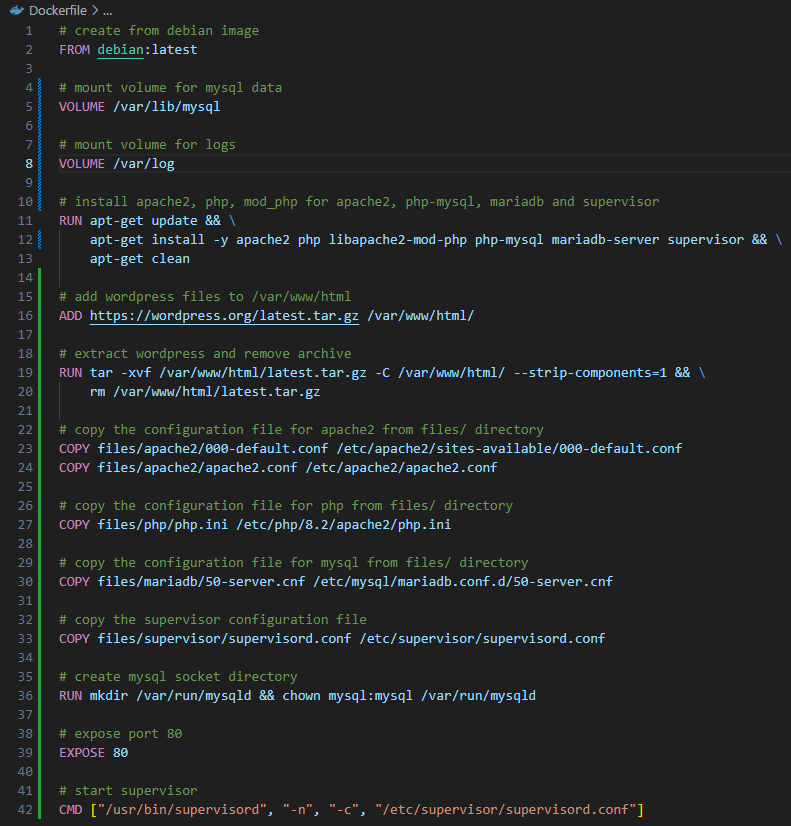 Dockerfile > ...
1 # create from debian image
2 FROM debian:latest
3
4 # mount volume for mysql data
5 VOLUME /var/lib/mysql
6
7 # mount volume for logs
8 VOLUME /var/log
9
10 # install apache2, php, mod_php for apache2, php-mysql, mariadb and supervisor
11 RUN apt-get update && \
12     apt-get install -y apache2 php libapache2-mod-php php-mysql mariadb-server supervisor && \
13     apt-get clean
14
15 # add wordpress files to /var/www/html
16 ADD https://wordpress.org/latest.tar.gz /var/www/html/
17
18 # extract wordpress and remove archive
19 RUN tar -xvf /var/www/html/latest.tar.gz -C /var/www/html/ --strip-components=1 && \
20     rm /var/www/html/latest.tar.gz
21
22 # copy the configuration file for apache2 from files/ directory
23 COPY files/apache2/000-default.conf /etc/apache2/sites-available/000-default.conf
24 COPY files/apache2/apache2.conf /etc/apache2/apache2.conf
25
26 # copy the configuration file for php from files/ directory
27 COPY files/php/php.ini /etc/php/8.2/apache2/php.ini
28
29 # copy the configuration file for mysql from files/ directory
30 COPY files/mariadb/50-server.cnf /etc/mysql/mariadb.conf.d/50-server.cnf
31
32 # copy the supervisor configuration file
33 COPY files/supervisor/supervisord.conf /etc/supervisor/supervisord.conf
34
35 # create mysql socket directory
36 RUN mkdir /var/run/mysqld && chown mysql:mysql /var/run/mysqld
37
38 # expose port 80
39 EXPOSE 80
40
41 # start supervisor
42 CMD ["/usr/bin/supervisord", "-n", "-c", "/etc/supervisor/supervisord.conf"]